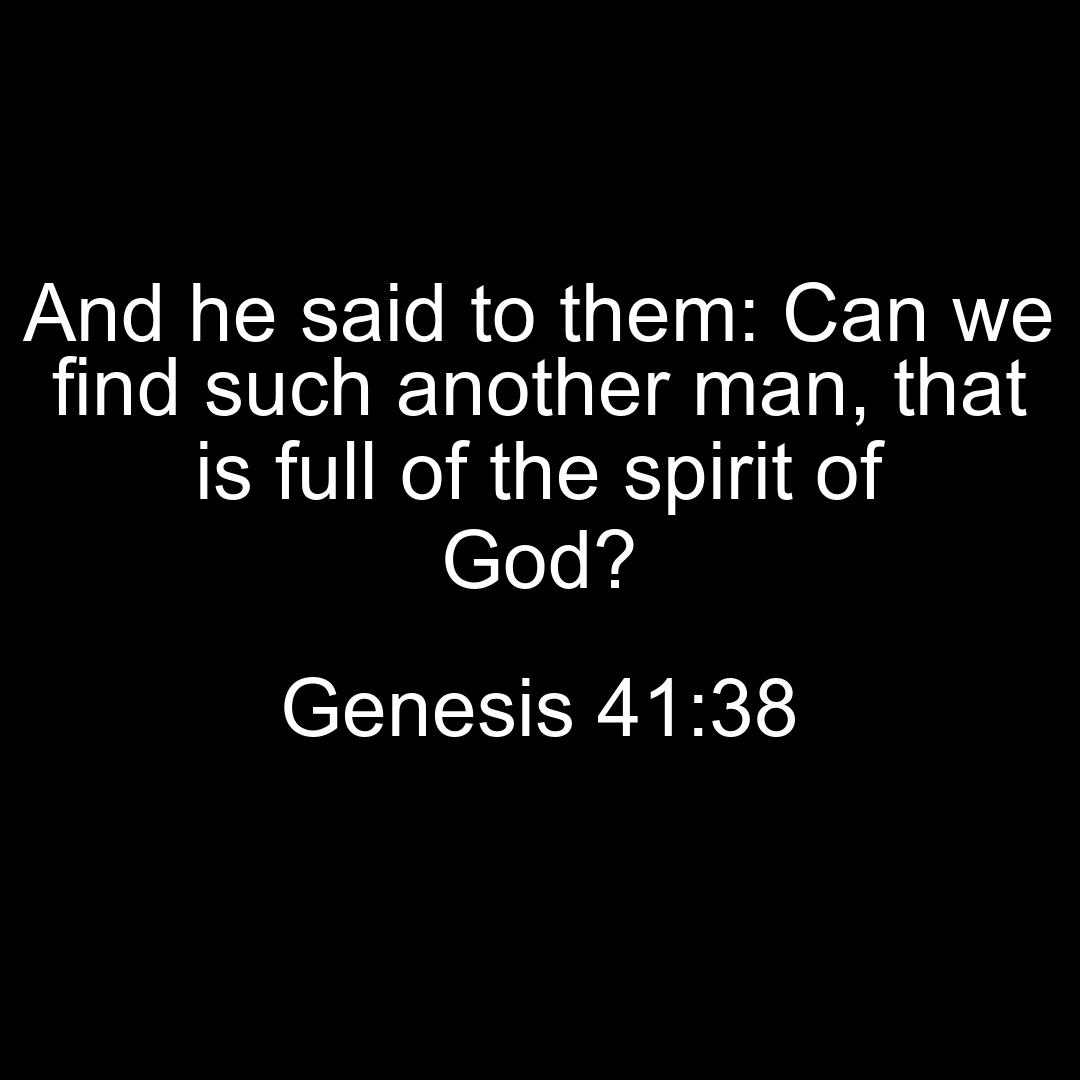 And he said to them: Can we
find such another man, that
is full of the spirit of
God?
Genesis 41:38